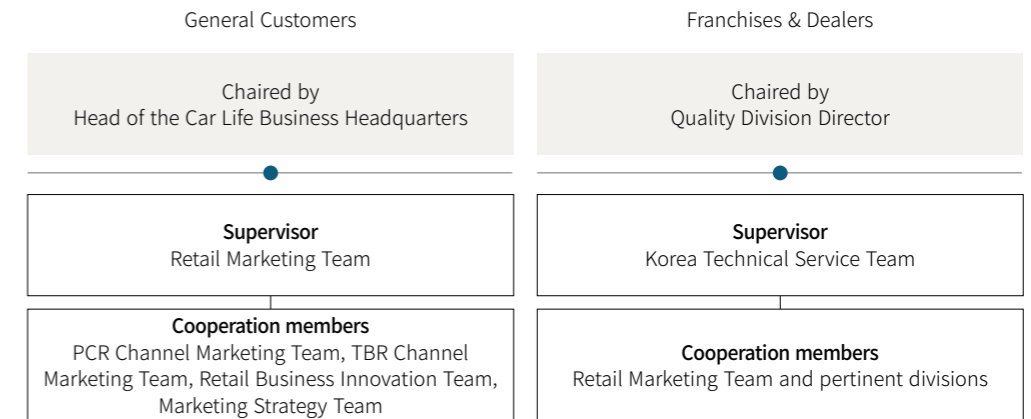 General Customers
Chaired by
Head of the Car Life Business Headquarters
Supervisor
Retail Marketing Team
Cooperation members
PCR Channel Marketing Team, TBR Channel
Marketing Team, Retail Business Innovation Team,
Marketing Strategy Team
Franchises & Dealers
Chaired by
Quality Division Director
Supervisor
Korea Technical Service Team
Cooperation members
Retail Marketing Team and pertinent divisions